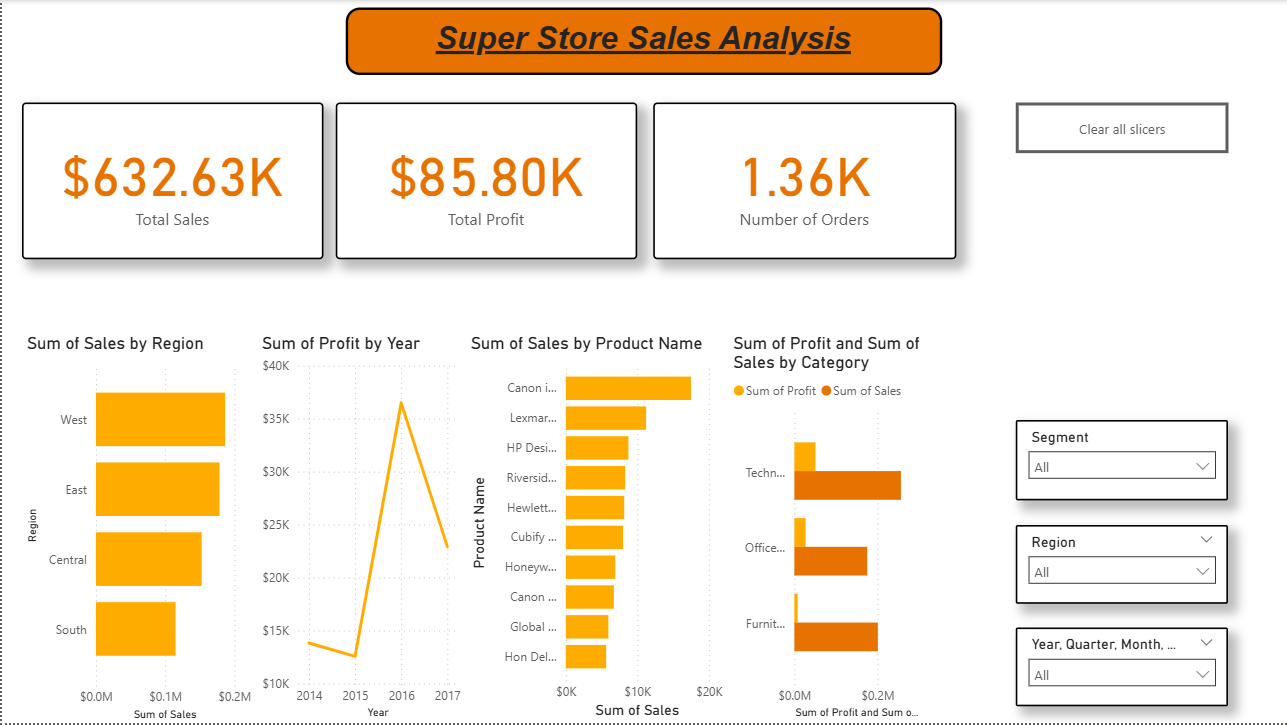 Super Store Sales Analysis
$632.63K
Total Sales
$85.80K
Total Profit
1.36K
Number of Orders
Clear all slicers
Sum of Sales by Region
Region
West
East
Central
South
$0.0M $0.1M $0.2M
Sum of Sales
Sum of Profit by Year
$40K
$35K
$30K
$25K
$20K
$15K
$10K
2014 2015 2016 2017
Year
Sum of Sales by Product Name
Product Name
Canon i...
Lexmar...
HP Desi...
Riversid...
Hewlett...
Cubify ...
Honeyw...
Canon ...
Global ...
Hon Del...
$0K $10K $20K
Sum of Sales
Sum of Profit and Sum of
Sales by Category
Sum of Profit Sum of Sales
Techn...
Office...
Furnit...
$0.0M $0.2M
Sum of Profit and Sum o...
Segment
All
Region
All
Year, Quarter, Month, ...
All